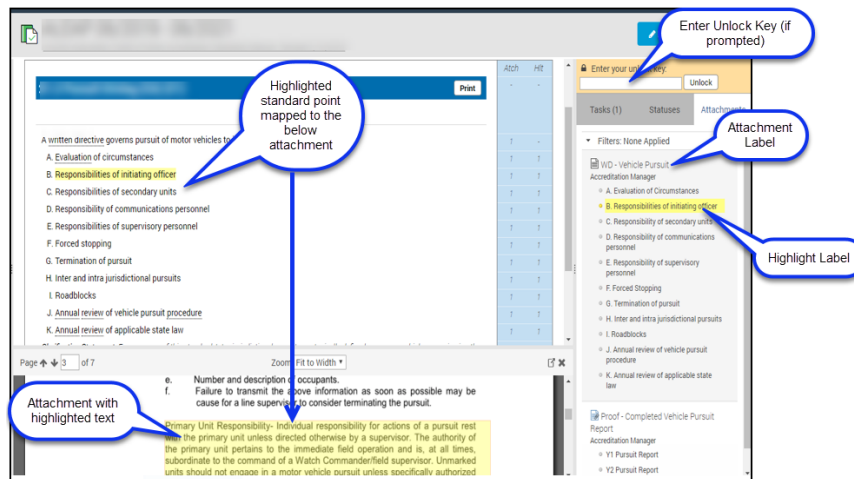 Enter Unlock Key (if
prompted)
Atch Hlt
Enter your unlock key:
Unlock
Print
- -
Highlighted
standard point
mapped to the
below
attachment
Tasks (1) Statuses Attachments
Filters: None Applied
Attachment
Label
A written directive governs pursuit of motor vehicles to
A. Evaluation of circumstances
B. Responsibilities of initiating officer
C. Responsibilities of secondary units
D. Responsibility of communications personnel
E. Responsibilities of supervisory personnel
F. Forced stopping
G. Termination of pursuit
H. Inter and intra jurisdictional pursuits
I. Roadblocks
J. Annual review of vehicle pursuit procedure
K. Annual review of applicable state law
WD - Vehicle Pursuit
Accreditation Manager
A. Evaluation of Circumstances
B. Responsibilities of initiating officer
C. Responsibility of secondary units
D. Responsibility of communications
personnel
E. Responsibility of supervisory
personnel
F. Forced Stopping
G. Termination of pursuit
H. Inter and intra jurisdictional pursuits
I. Roadblocks
J. Annual review of vehicle pursuit
procedure
K. Annual review of applicable state
law
Highlight Label
Proof - Completed Vehicle Pursuit
Report
Accreditation Manager
Y1 Pursuit Report
Y2 Pursuit Report
Page 3 of 7
Zoom: Fit to Width
Attachment with
highlighted text
e. Number and description of occupants.
f. Failure to transmit the above information as soon as possible may be
cause for a line supervisor to consider terminating the pursuit.
Primary Unit Responsibility- Individual responsibility for actions of a pursuit rest
with the primary unit unless directed otherwise by a supervisor. The authority of
the primary unit pertains to the immediate field operation and is, at all times,
subordinate to the command of a Watch Commander/field supervisor. Unmarked
units should not engage in a motor vehicle pursuit unless specifically authorized